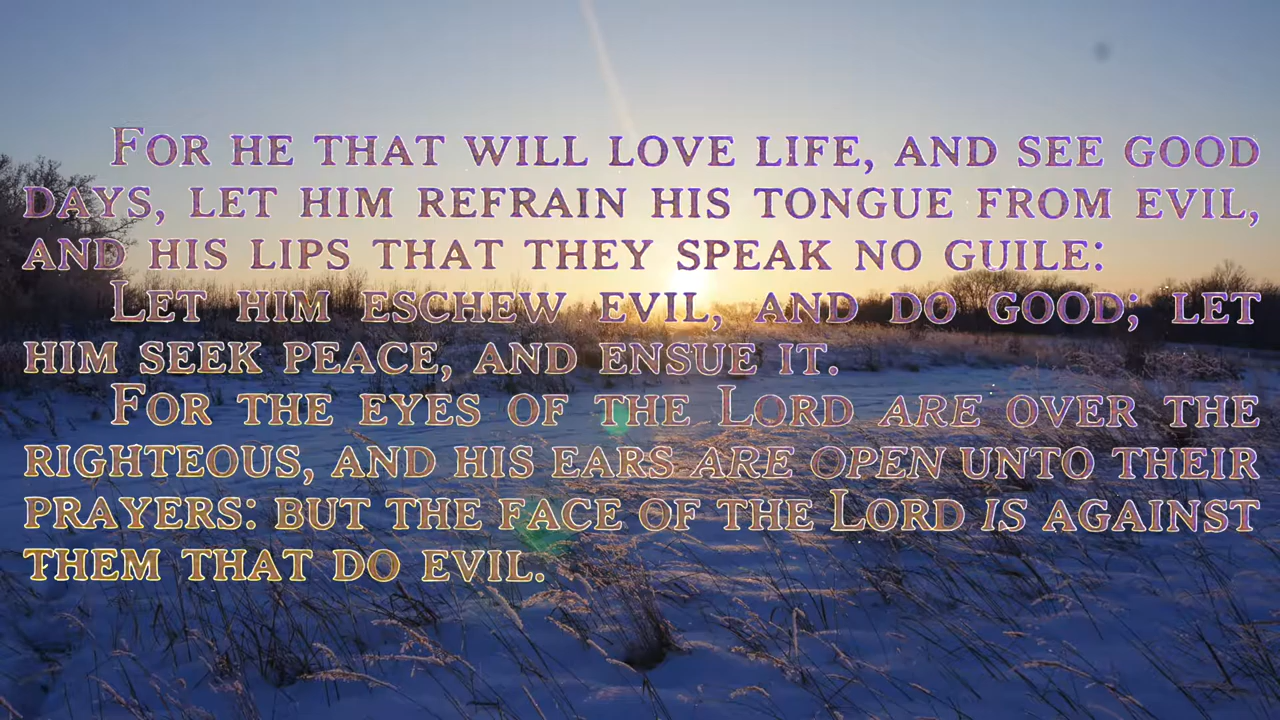 For he that will love life, and see good
days, let him refrain his tongue from evil,
and his lips that they speak no guile:
Let him eschew evil, and do good; let
him seek peace, and ensue it.
For the eyes of the Lord are over the
righteous, and his ears are open unto their
prayers: but the face of the Lord is against
them that do evil.